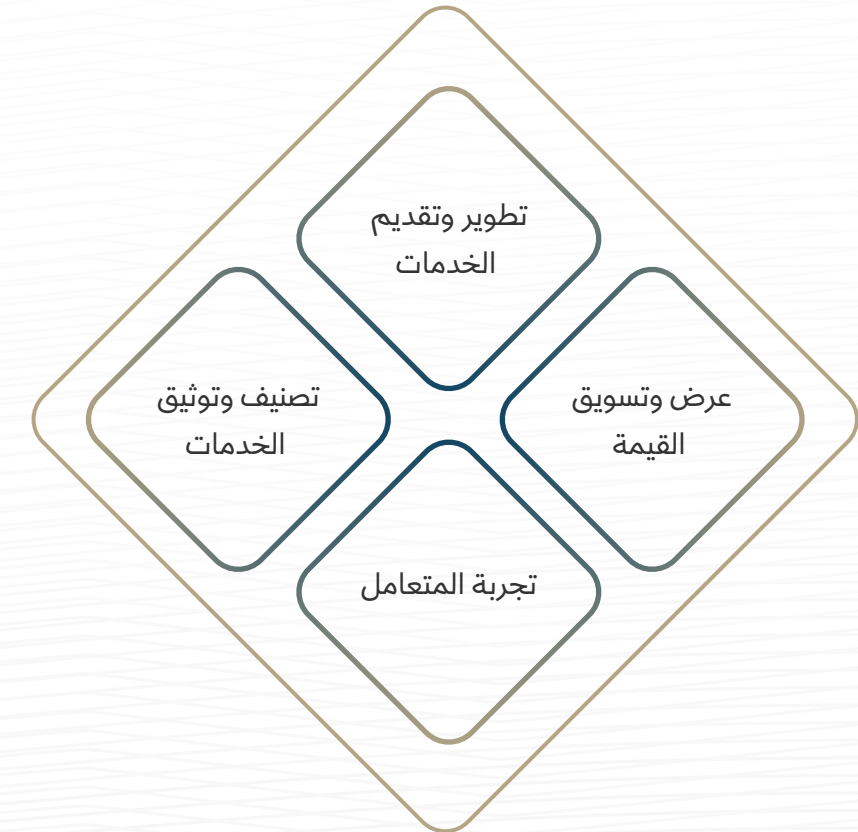 تطوير وتقديم
الخدمات
عرض وتسويق
القيمة
تصنيف وتوثيق
الخدمات
تجربة المتعامل